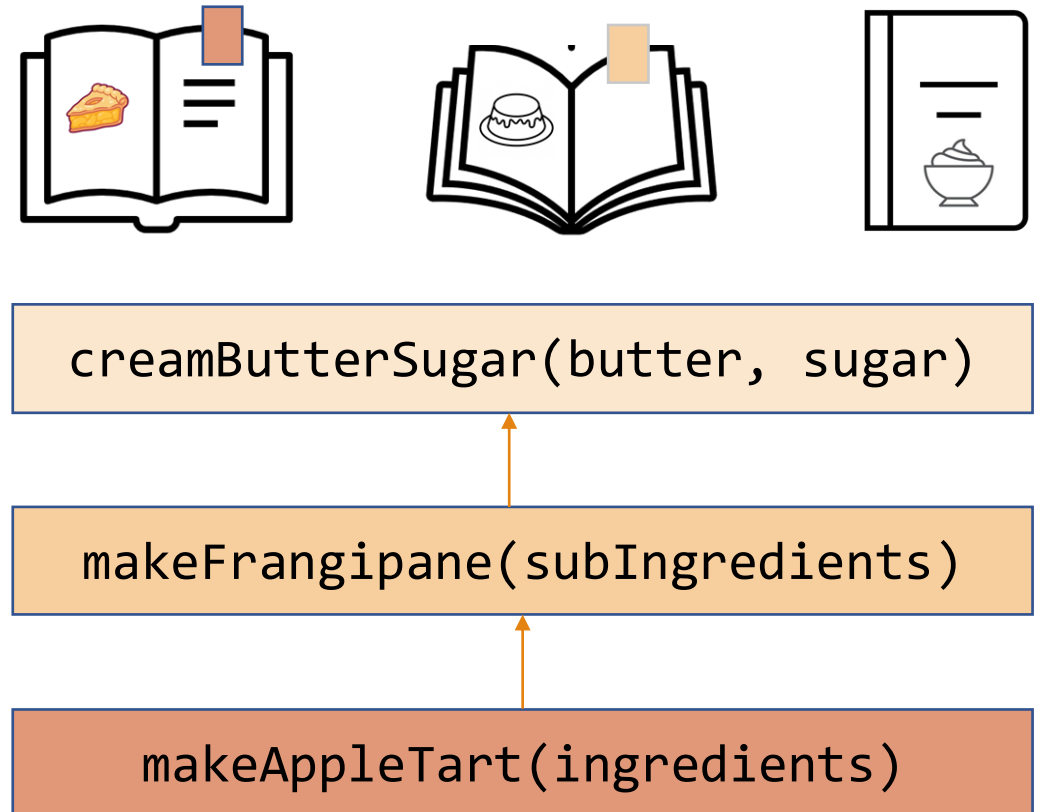 creamButterSugar(butter, sugar)
makeFrangipane(subIngredients)
makeAppleTart(ingredients)